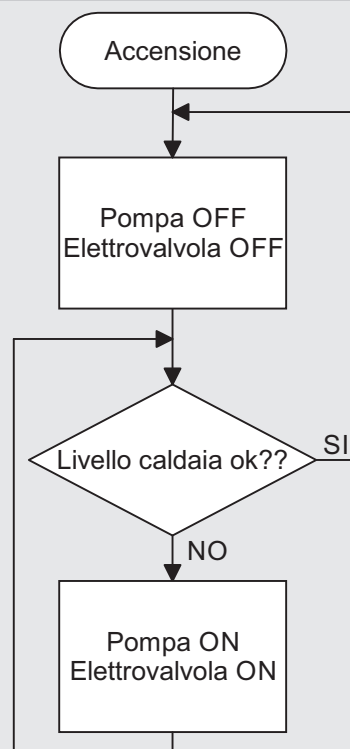 Accensione
Pompa OFF
Elettrovalvola OFF
Livello caldaia ok??
SI
NO
Pompa ON
Elettrovalvola ON